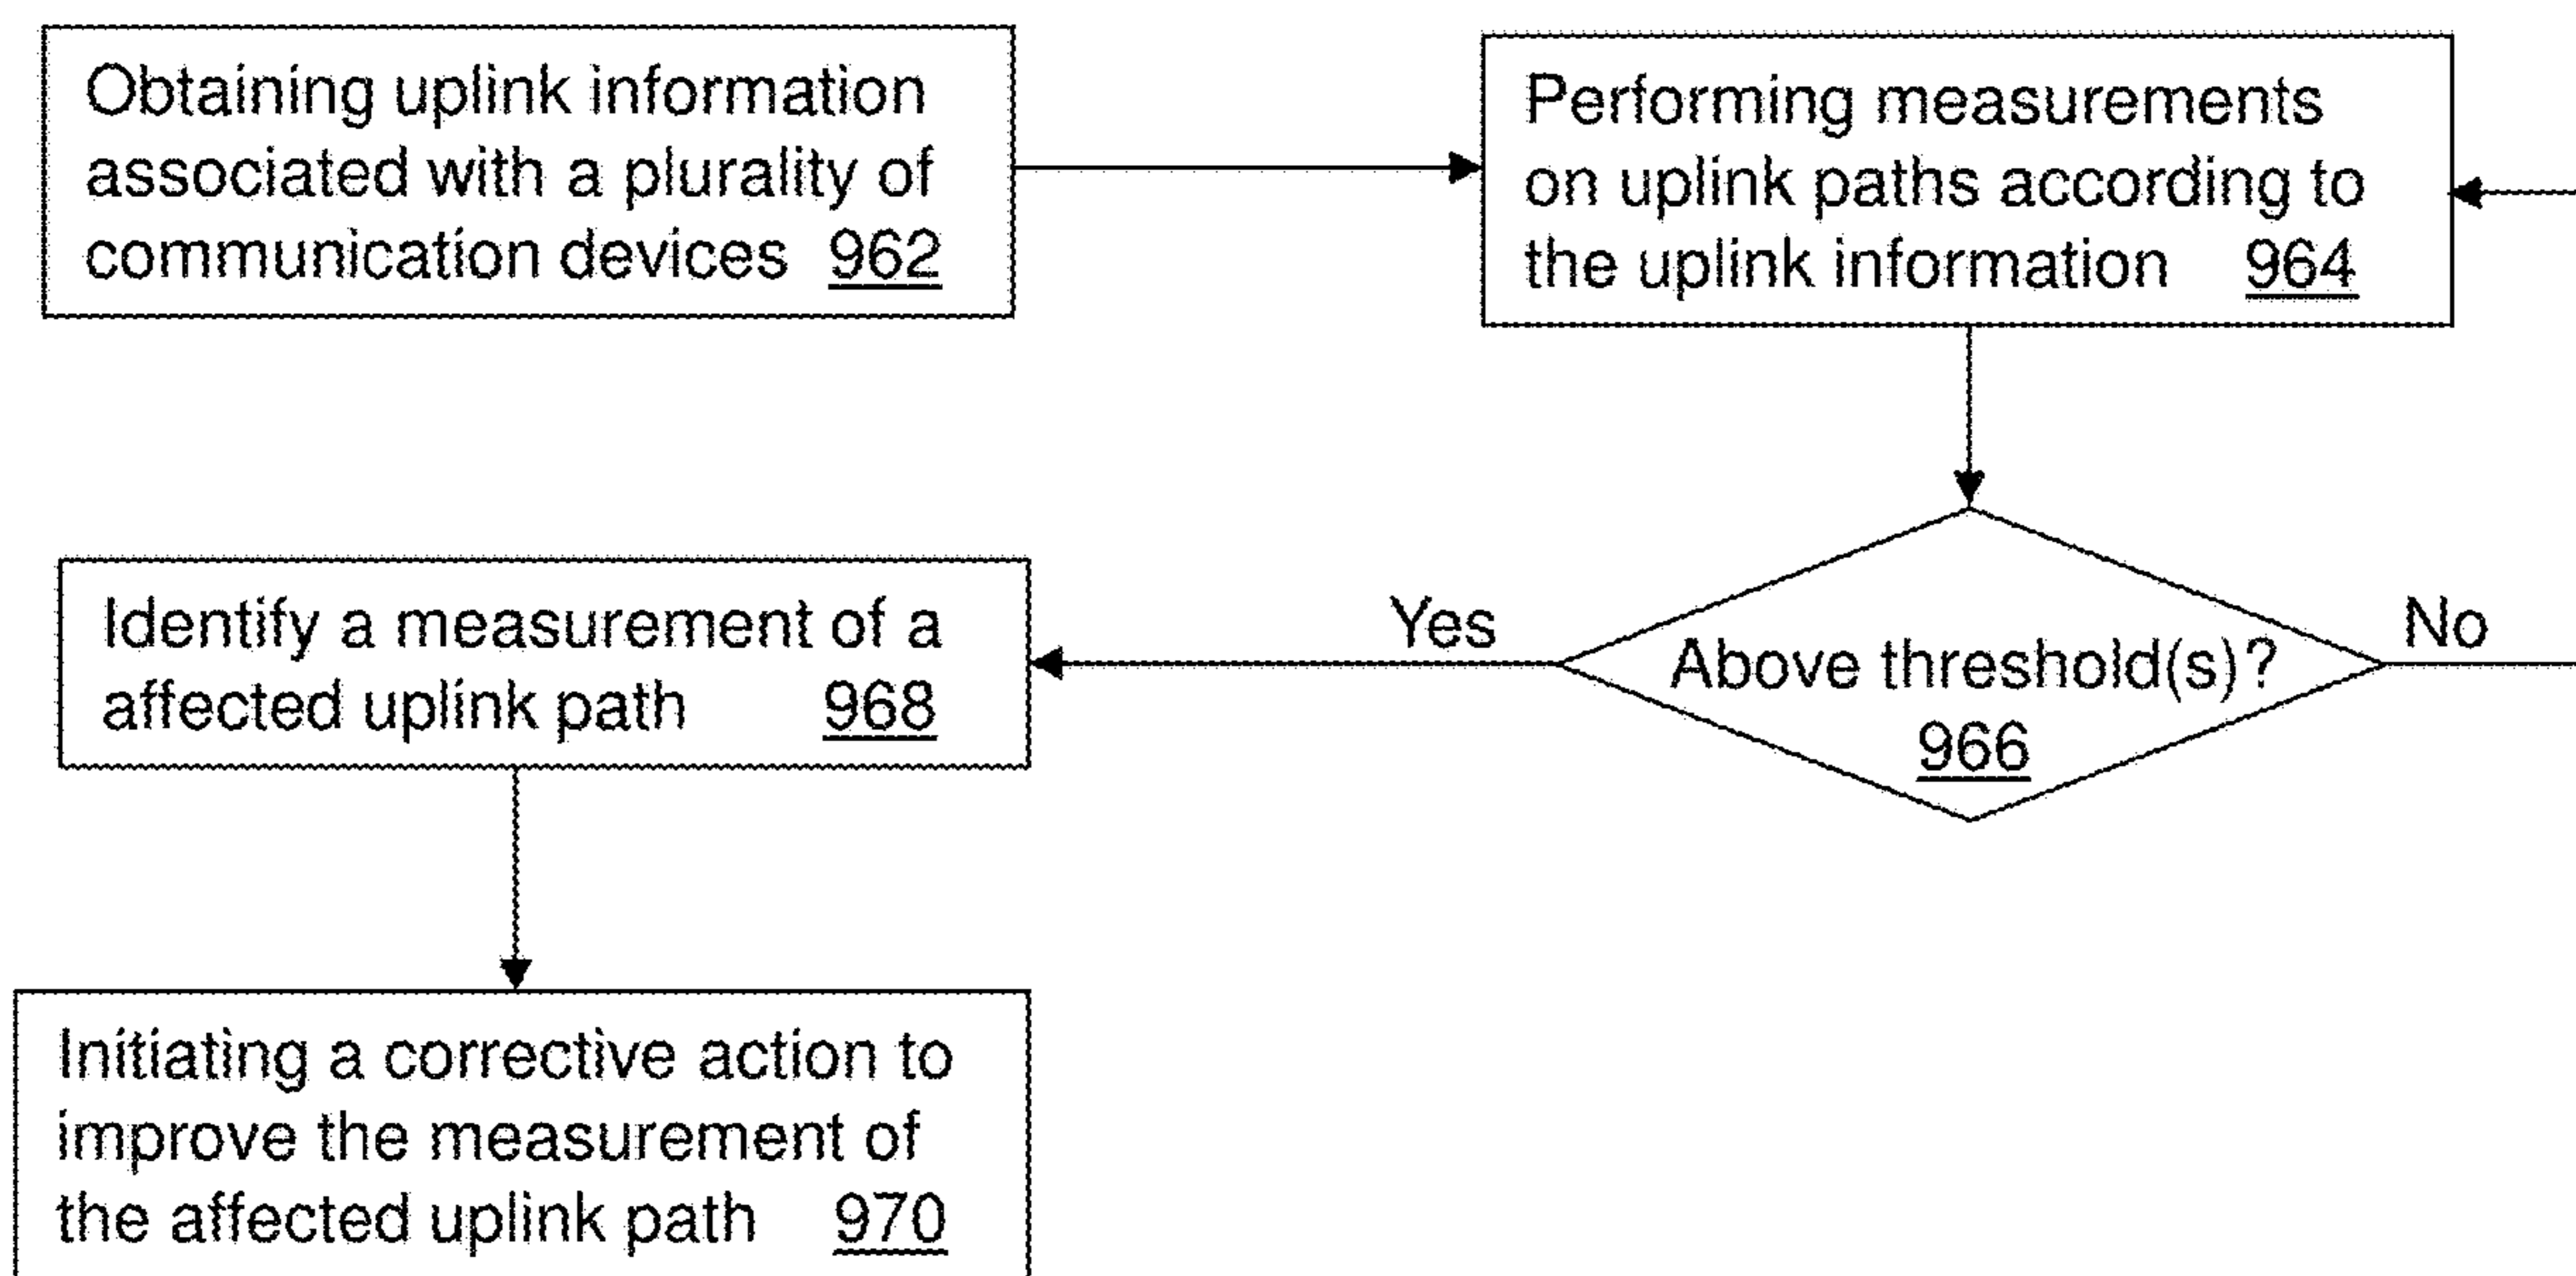 Obtaining uplink information
associated with a plurality of
communication devices 962
Performing measurements
on uplink paths according to
the uplink information 964
Above threshold(s)?
966
Yes
No
Identify a measurement of a
affected uplink path 968
Initiating a corrective action to
improve the measurement of
the affected uplink path 970